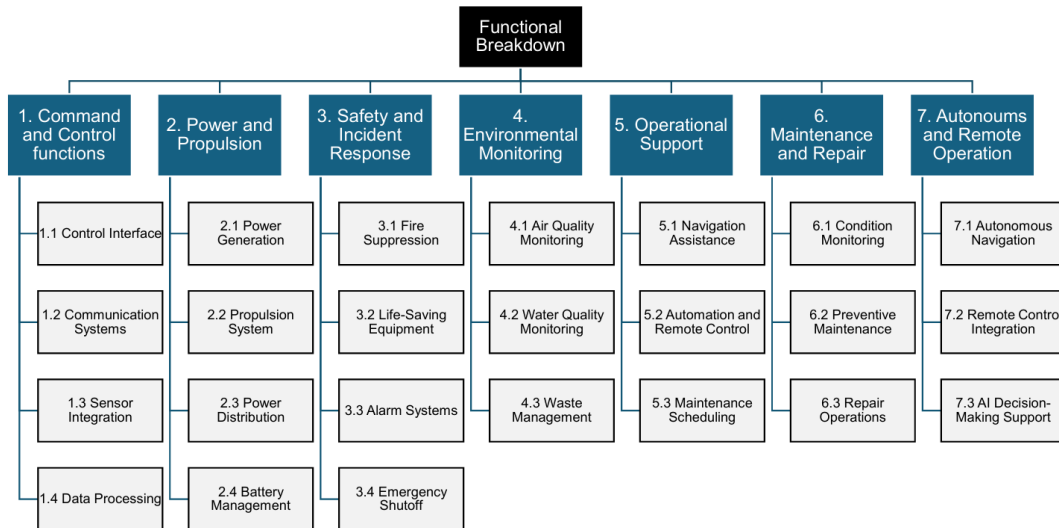 Functional
Breakdown
1. Command
and Control
functions
2. Power and
Propulsion
3. Safety and
Incident
Response
4.
Environmental
Monitoring
5. Operational
Support
6.
Maintenance
and Repair
7. Autonoums
and Remote
Operation
1.1 Control Interface
1.2 Communication
Systems
1.3 Sensor
Integration
1.4 Data Processing
2.1 Power
Generation
2.2 Propulsion
System
2.3 Power
Distribution
2.4 Battery
Management
3.1 Fire
Suppression
3.2 Life-Saving
Equipment
3.3 Alarm Systems
3.4 Emergency
Shutoff
4.1 Air Quality
Monitoring
4.2 Water Quality
Monitoring
4.3 Waste
Management
5.1 Navigation
Assistance
5.2 Automation and
Remote Control
5.3 Maintenance
Scheduling
6.1 Condition
Monitoring
6.2 Preventive
Maintenance
6.3 Repair
Operations
7.1 Autonomous
Navigation
7.2 Remote Control
Integration
7.3 AI Decision-
Making Support